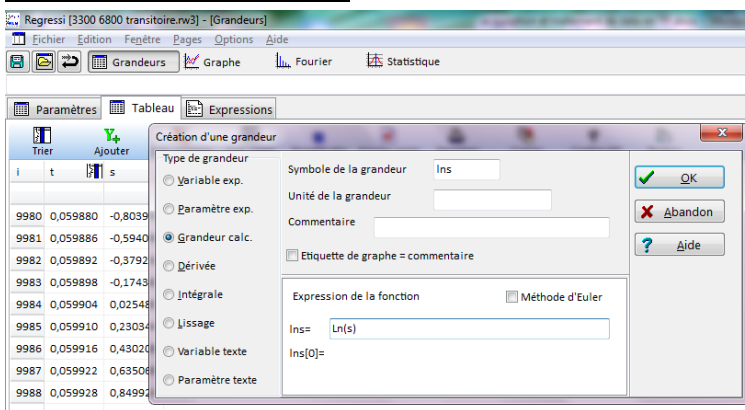 Regressi [3300 6800 transitoire.rw3] - [Grandeurs]
Fichier Edition Fenêtre Pages Options Aide
Grandeurs Graphe Fourier Statistique
Paramètres Tableau Expressions
Trier Ajouter
i t s
9980 0,059880 -0,8039
9981 0,059886 -0,5940
9982 0,059892 -0,3792
9983 0,059898 -0,1743
9984 0,059904 0,02548
9985 0,059910 0,23034
9986 0,059916 0,43020
9987 0,059922 0,63506
9988 0,059928 0,84992
Création d'une grandeur
Type de grandeur
Variable exp.
Paramètre exp.
Grandeur calc.
Dérivée
Intégrale
Lissage
Variable texte
Paramètre texte
Symbole de la grandeur lns
Unité de la grandeur
Commentaire
Etiquette de graphe = commentaire
Expression de la fonction Méthode d'Euler
lns= Ln(s)
lns[0]=
OK
Abandon
Aide